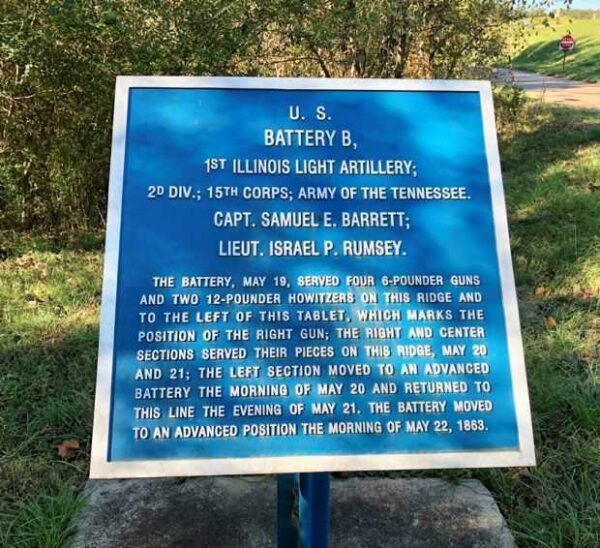 U. S.
BATTERY B,
1ST ILLINOIS LIGHT ARTILLERY;
2D DIV.; 15TH CORPS; ARMY OF THE TENNESSEE.
CAPT. SAMUEL E. BARRETT;
LIEUT. ISRAEL P. RUMSEY.
THE BATTERY, MAY 19, SERVED FOUR 6-POUNDER GUNS
AND TWO 12-POUNDER HOWITZERS ON THIS RIDGE AND
TO THE LEFT OF THIS TABLET, WHICH MARKS THE
POSITION OF THE RIGHT GUN; THE RIGHT AND CENTER
SECTIONS SERVED THEIR PIECES ON THIS RIDGE, MAY 20
AND 21; THE LEFT SECTION MOVED TO AN ADVANCED
BATTERY THE MORNING OF MAY 20 AND RETURNED TO
THIS LINE THE EVENING OF MAY 21. THE BATTERY MOVED
TO AN ADVANCED POSITION THE MORNING OF MAY 22, 1863.